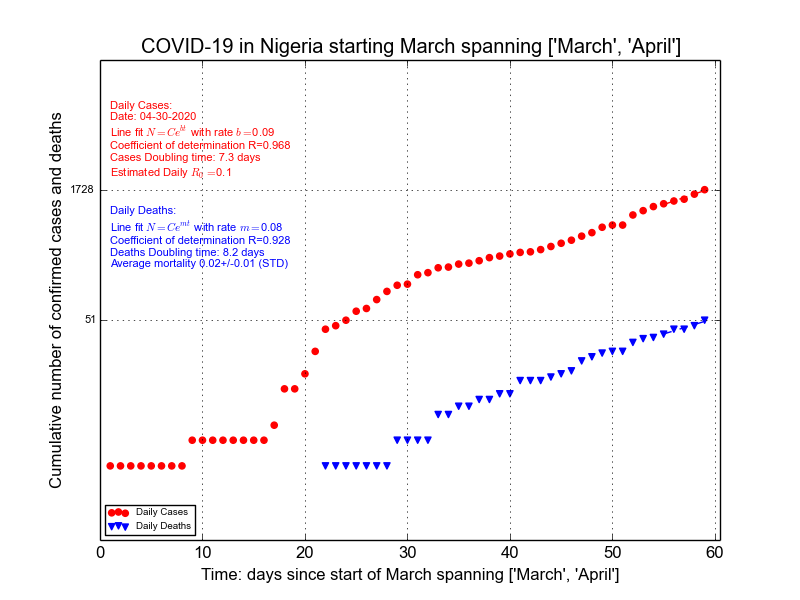 COVID-19 in Nigeria starting March spanning ['March', 'April']
Daily Cases:
Date: 04-30-2020
Line fit N = Ce^{bt} with rate b =0.09
Coefficient of determination R=0.968
Cases Doubling time: 7.3 days
Estimated Daily R_0 =0.1
Daily Deaths:
Line fit N = Ce^{mt} with rate m =0.08
Coefficient of determination R=0.928
Deaths Doubling time: 8.2 days
Average mortality 0.02+/-0.01 (STD)
Cumulative number of confirmed cases and deaths
1728
51
Daily Cases
Daily Deaths
0 10 20 30 40 50 60
Time: days since start of March spanning ['March', 'April']